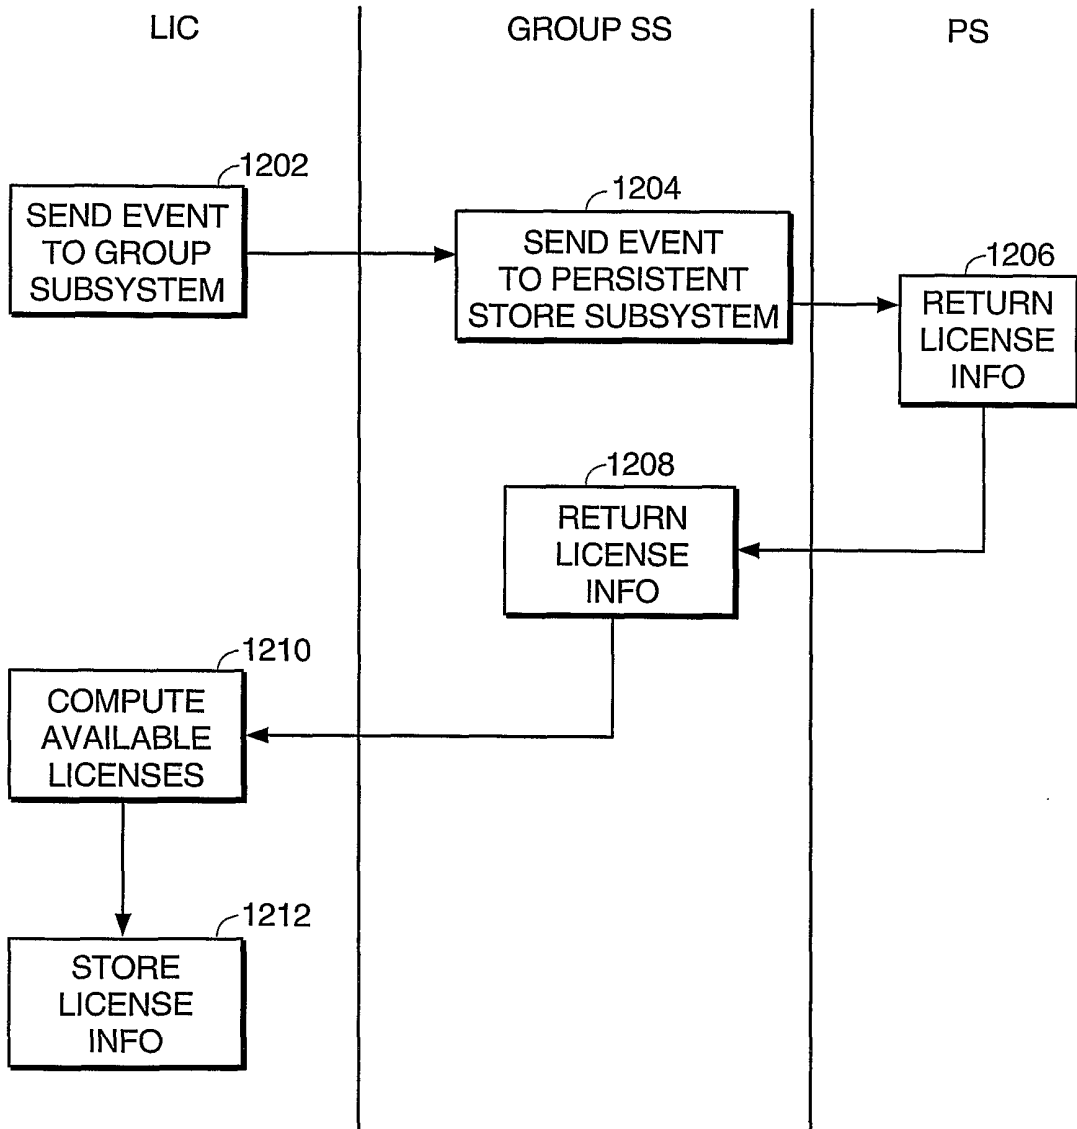 LIC
GROUP SS
PS
1202
SEND EVENT
TO GROUP
SUBSYSTEM
1204
SEND EVENT
TO PERSISTENT
STORE SUBSYSTEM
1206
RETURN
LICENSE
INFO
1208
RETURN
LICENSE
INFO
1210
COMPUTE
AVAILABLE
LICENSES
1212
STORE
LICENSE
INFO